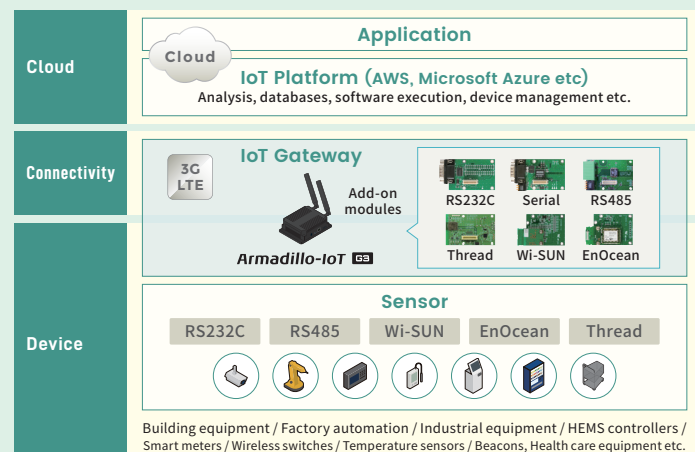 Cloud
Cloud
Application
IoT Platform (AWS, Microsoft Azure etc)
Analysis, databases, software execution, device management etc.
Connectivity
3G
LTE
IoT Gateway
Add-on
modules
Armadillo-IoT G3
RS232C Serial RS485
Thread Wi-SUN EnOcean
Device
Sensor
RS232C RS485 Wi-SUN EnOcean Thread
Building equipment / Factory automation / Industrial equipment / HEMS controllers /
Smart meters / Wireless switches / Temperature sensors / Beacons, Health care equipment etc.